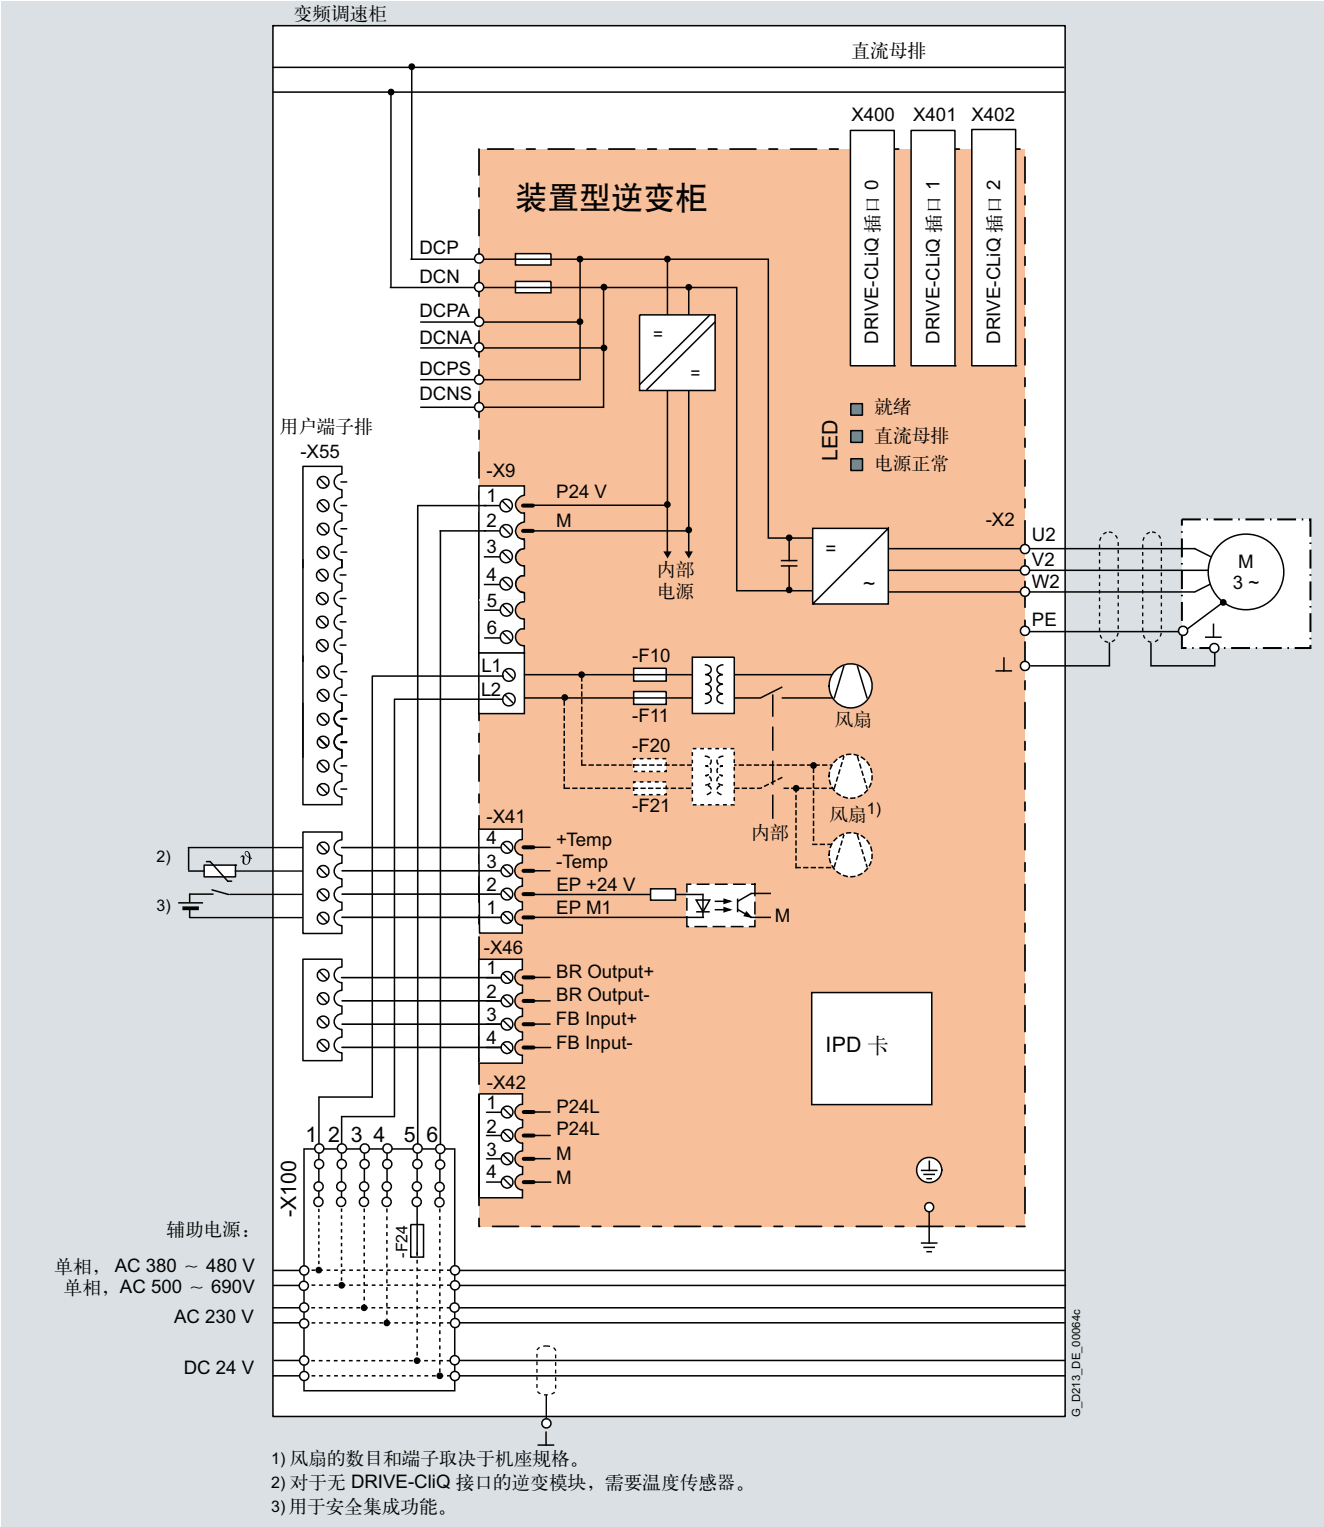 变频调速柜
直流母排
X400 X401 X402
DRIVE-CLiQ 插口 0
DRIVE-CLiQ 插口 1
DRIVE-CLiQ 插口 2
装置型逆变柜
DCP
DCN
DCPA
DCNA
DCPS
DCNS
=
=
LED
就绪
直流母排
电源正常
用户端子排
-X55
-X9
1 P24 V
2 M
3
4
5
6
内部
电源
-X2
=
~
U2
V2
W2
PE
M
3 ~
L1
L2
-F10
-F11
风扇
-F20
-F21
风扇1)
内部
-X41
4 +Temp
3 -Temp
2 EP +24 V
1 EP M1
M
2)
ϑ
3)
-X46
1 BR Output+
2 BR Output-
3 FB Input+
4 FB Input-
IPD 卡
-X42
1 P24L
2 P24L
3 M
4 M
1 2 3 4 5 6
-X100
-F24
辅助电源：
单相，AC 380 ～ 480 V
单相，AC 500 ～ 690V
AC 230 V
DC 24 V
G_D213_DE_00064c
1) 风扇的数目和端子取决于机座规格。
2) 对于无 DRIVE-CliQ 接口的逆变模块，需要温度传感器。
3) 用于安全集成功能。